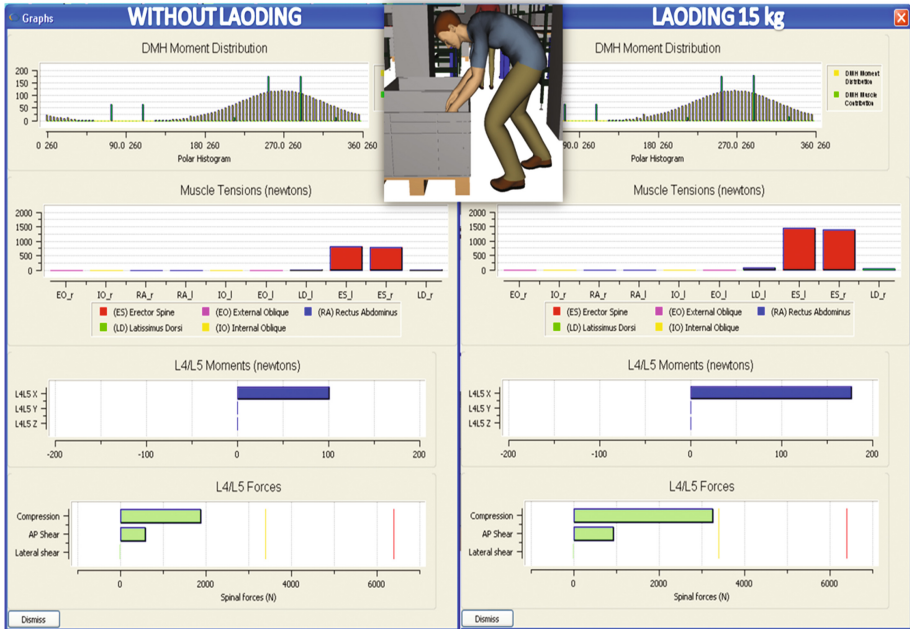 Graphs
WITHOUT LAODING
LAODING 15 kg
DMH Moment Distribution
200
150
100
50
0
0 260 90.0 260 180 260 270.0 260 360 260
Polar Histogram
Muscle Tensions (newtons)
2000
1500
1000
500
0
EO_r IO_r RA_r RA_l IO_l EO_l LD_l ES_l ES_r LD_r
(ES) Erector Spine (EO) External Oblique (RA) Rectus Abdominus
(LD) Latissimus Dorsi (IO) Internal Oblique
L4/L5 Moments (newtons)
L4L5 X
L4L5 Y
L4L5 Z
-200 -100 0 100 200
L4/L5 Forces
Compression
AP Shear
Lateral shear
0 2000 4000 6000
Spinal forces (N)
Dismiss
DMH Moment Distribution
DMH Moment
Distribution
DMH Muscle
Contribution
90.0 260 180 260 270.0 260 360 260
Polar Histogram
Muscle Tensions (newtons)
2000
1500
1000
500
0
EO_r IO_r RA_r RA_l IO_l EO_l LD_l ES_l ES_r LD_r
(ES) Erector Spine (EO) External Oblique (RA) Rectus Abdominus
(LD) Latissimus Dorsi (IO) Internal Oblique
L4/L5 Moments (newtons)
L4L5 X
L4L5 Y
L4L5 Z
-200 -100 0 100 200
L4/L5 Forces
Compression
AP Shear
Lateral shear
0 2000 4000 6000
Spinal forces (N)
Dismiss